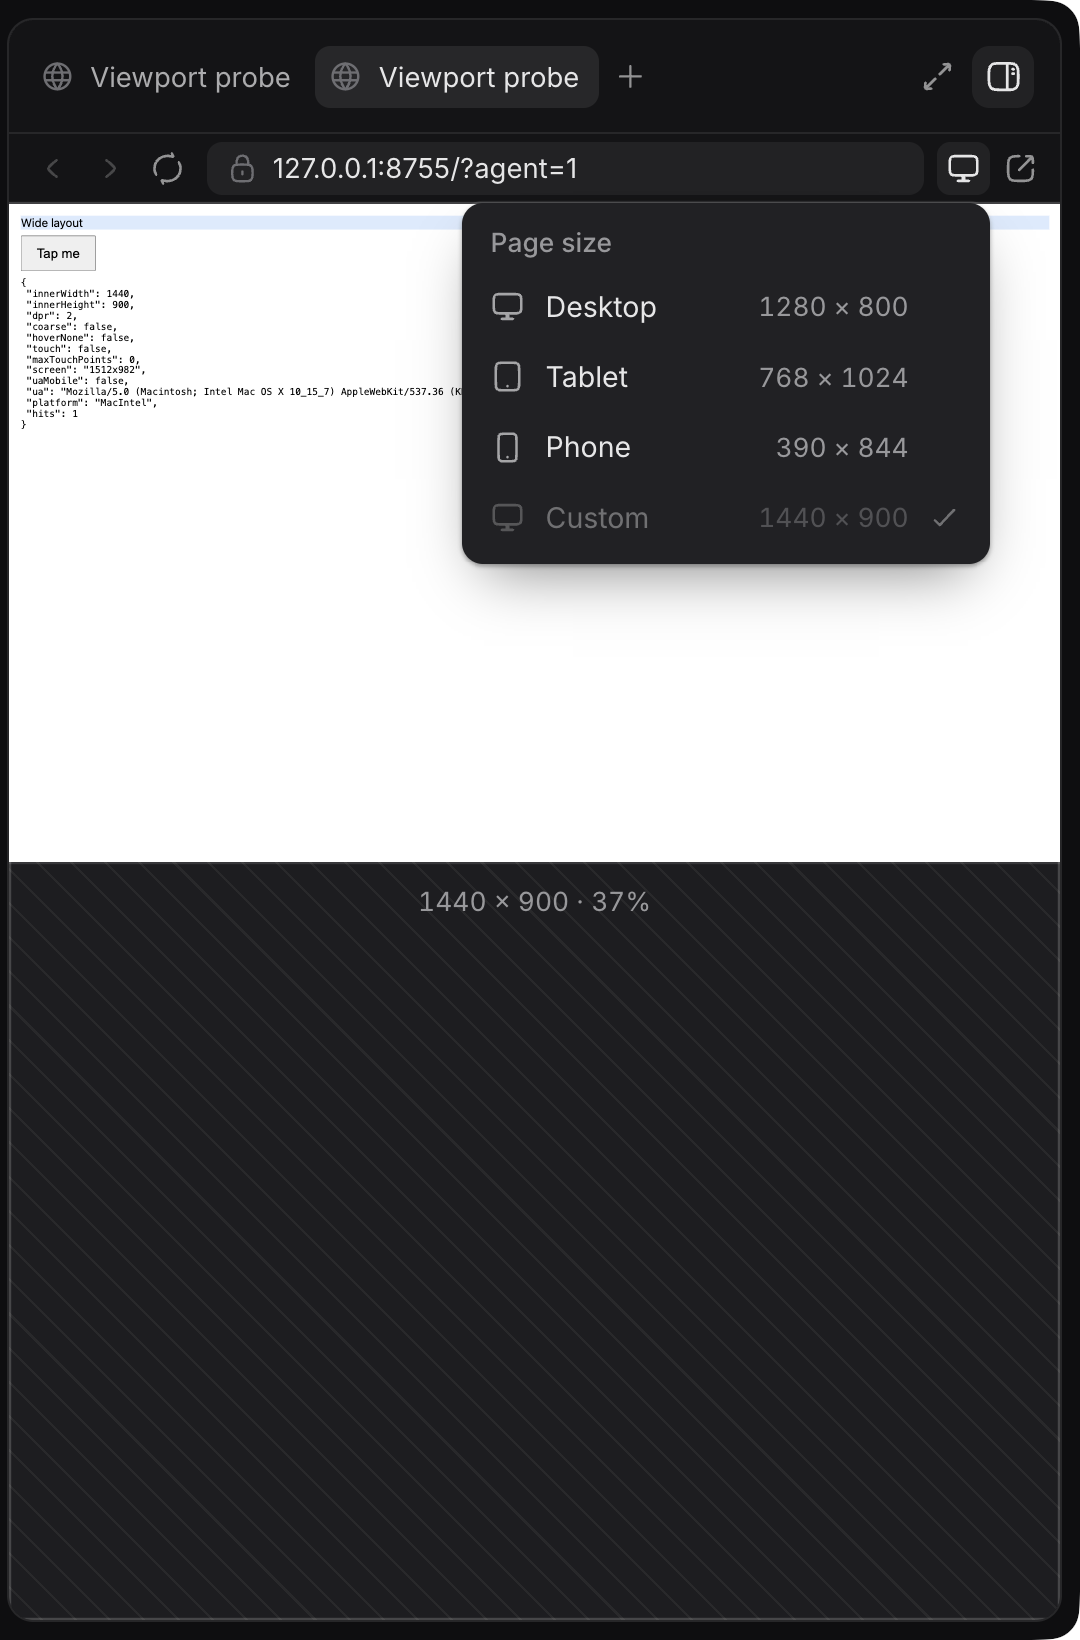 Viewport probe
Viewport probe
127.0.0.1:8755/?agent=1
Wide layout
Tap me
{
"innerWidth": 1440,
"innerHeight": 900,
"dpr": 2,
"coarse": false,
"hoverNone": false,
"touch": false,
"maxTouchPoints": 0,
"screen": "1512x982",
"uaMobile": false,
"ua": "Mozilla/5.0 (Macintosh; Intel Mac OS X 10_15_7) AppleWebKit/537.36
"platform": "MacIntel",
"hits": 1
}
Page size
Desktop 1280 × 800
Tablet 768 × 1024
Phone 390 × 844
Custom 1440 × 900
1440 × 900 · 37%